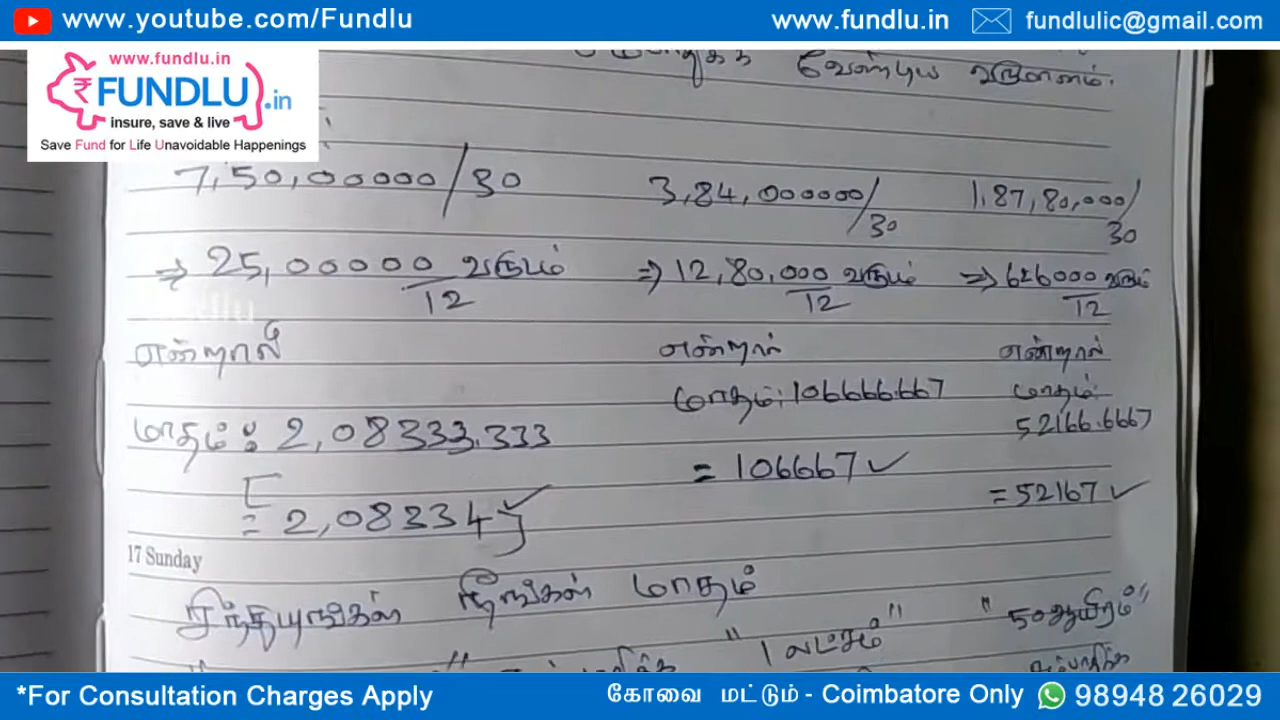 www.youtube.com/Fundlu www.fundlu.in fundlulic@gmail.com
www.fundlu.in
₹FUNDLU.in
insure, save & live
Save Fund for Life Unavoidable Happenings
வேண்டிய வருமானம்.
7,50,00000/30 3,84,000000/30 1,87,80,000/30
=> 25,00000 வருடம் => 12,80,000 வருடம் => 626000 வருடம்
12 12 12
என்றால் என்றால் என்றால்
மாதம்: 106666.667 மாதம்:
மாதம்: 2,08333.333 52166.6667
= 106667 ✓
= 2,08334 ✓ = 52167 ✓
17 Sunday
சிந்தியுங்கள் நீங்கள் மாதம்
"1 லட்சம்" "50 ஆயிரம்"
*For Consultation Charges Apply கோவை மட்டும் - Coimbatore Only 98948 26029